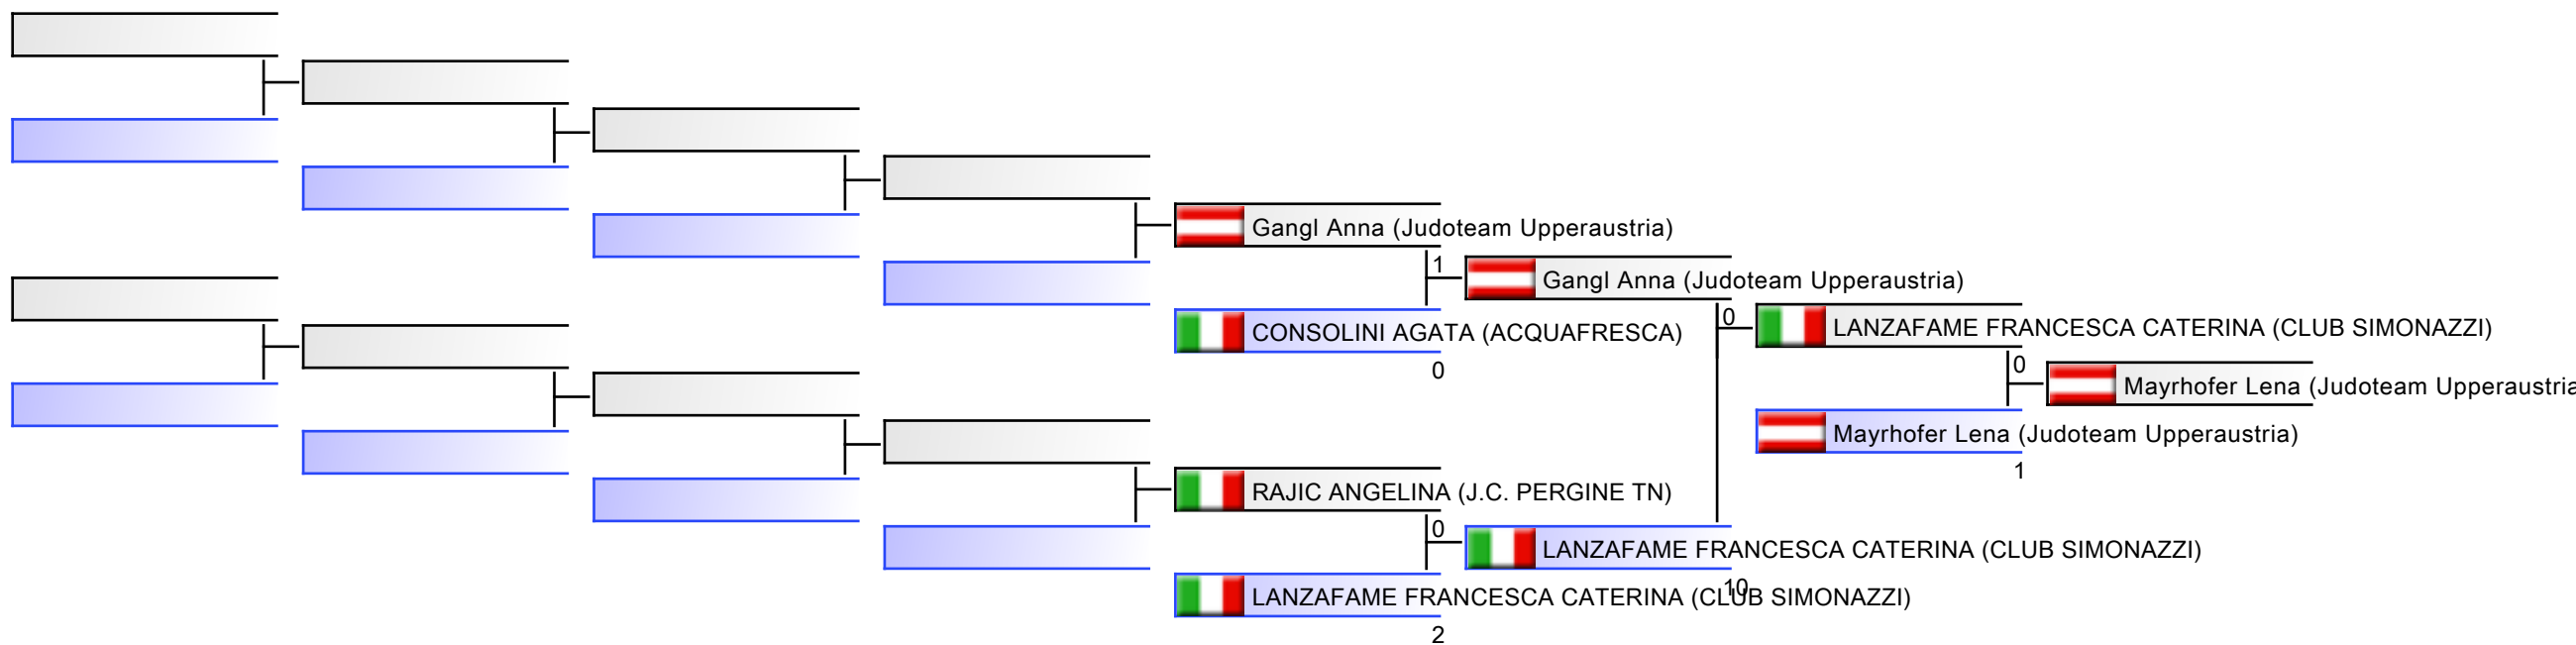 Gangl Anna (Judoteam Upperaustria)
1
Gangl Anna (Judoteam Upperaustria)
CONSOLINI AGATA (ACQUAFRESCA)
0
0
LANZAFAME FRANCESCA CATERINA (CLUB SIMONAZZI)
0
Mayrhofer Lena (Judoteam Upperaustria
Mayrhofer Lena (Judoteam Upperaustria)
1
RAJIC ANGELINA (J.C. PERGINE TN)
0
LANZAFAME FRANCESCA CATERINA (CLUB SIMONAZZI)
10
LANZAFAME FRANCESCA CATERINA (CLUB SIMONAZZI)
2